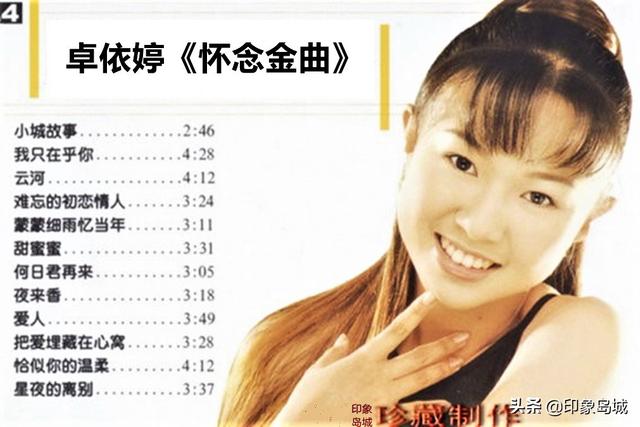 4
卓依婷《怀念金曲》
小城故事............2:46
我只在乎你..........4:28
云河................4:12
难忘的初恋情人......3:24
蒙蒙细雨忆当年......3:11
甜蜜蜜..............3:31
何日君再来..........3:05
夜来香..............3:18
爱人................3:49
把爱埋藏在心窝......3:28
恰似你的温柔........4:12
星夜的离别..........3:37
印象
岛城
珍藏制作
头条 @印象岛城